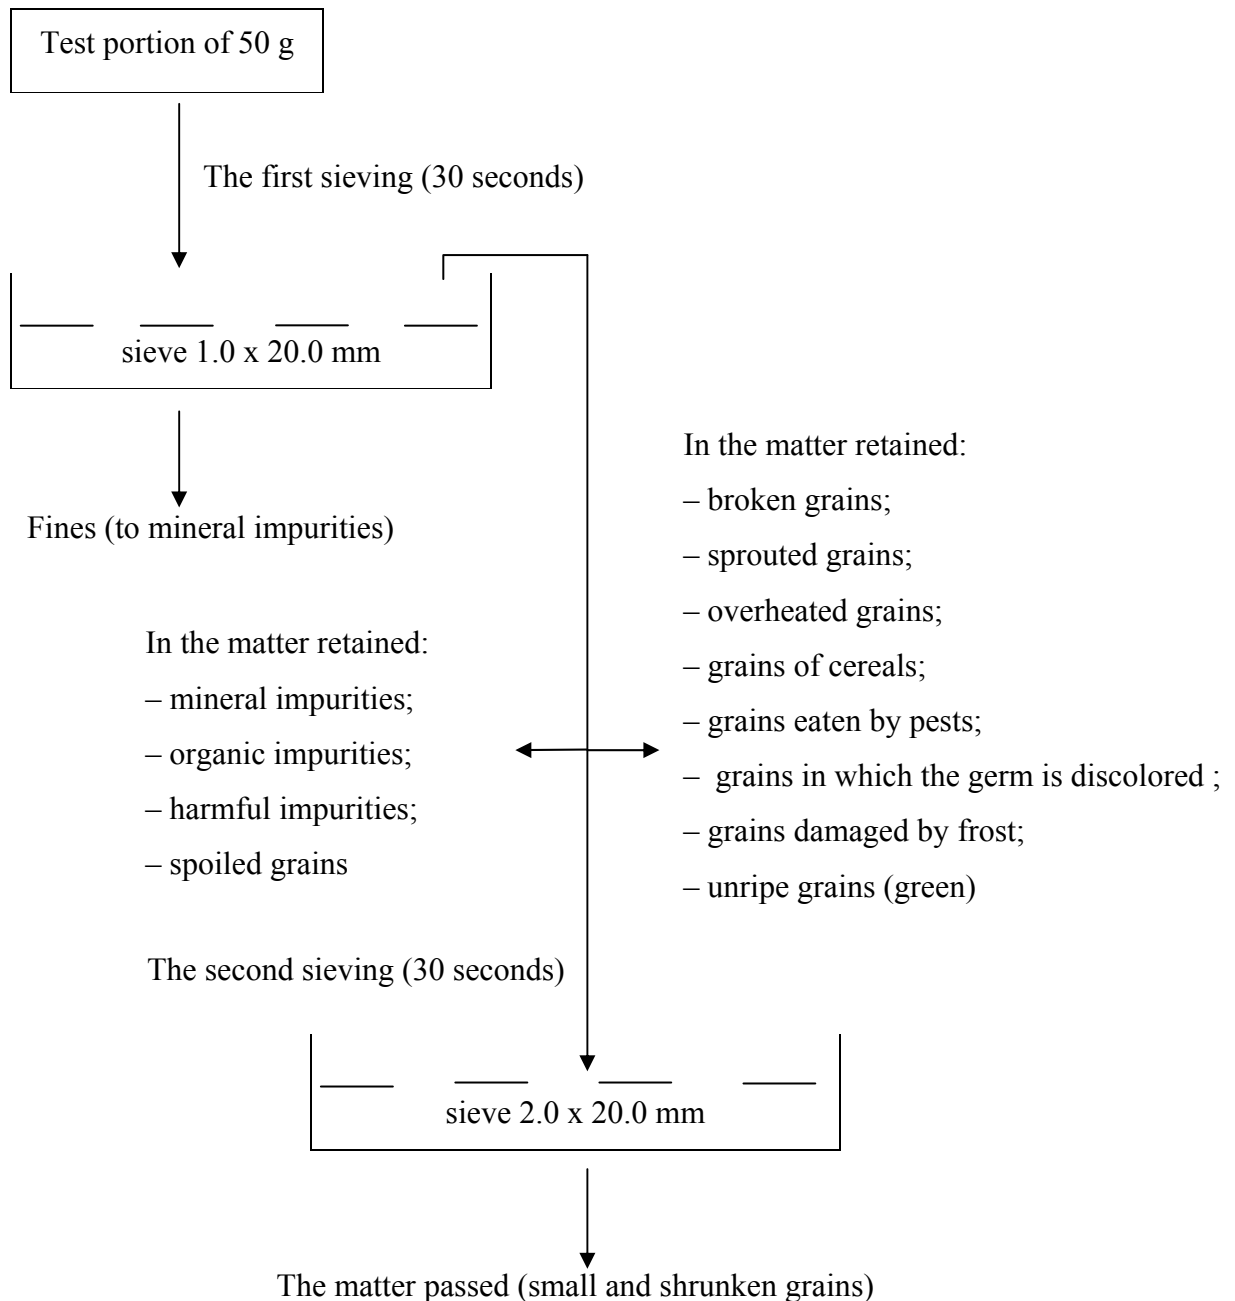 Test portion of 50 g
The first sieving (30 seconds)
sieve 1.0 x 20.0 mm
Fines (to mineral impurities)
In the matter retained:
– mineral impurities;
– organic impurities;
– harmful impurities;
– spoiled grains
In the matter retained:
– broken grains;
– sprouted grains;
– overheated grains;
– grains of cereals;
– grains eaten by pests;
– grains in which the germ is discolored ;
– grains damaged by frost;
– unripe grains (green)
The second sieving (30 seconds)
sieve 2.0 x 20.0 mm
The matter passed (small and shrunken grains)